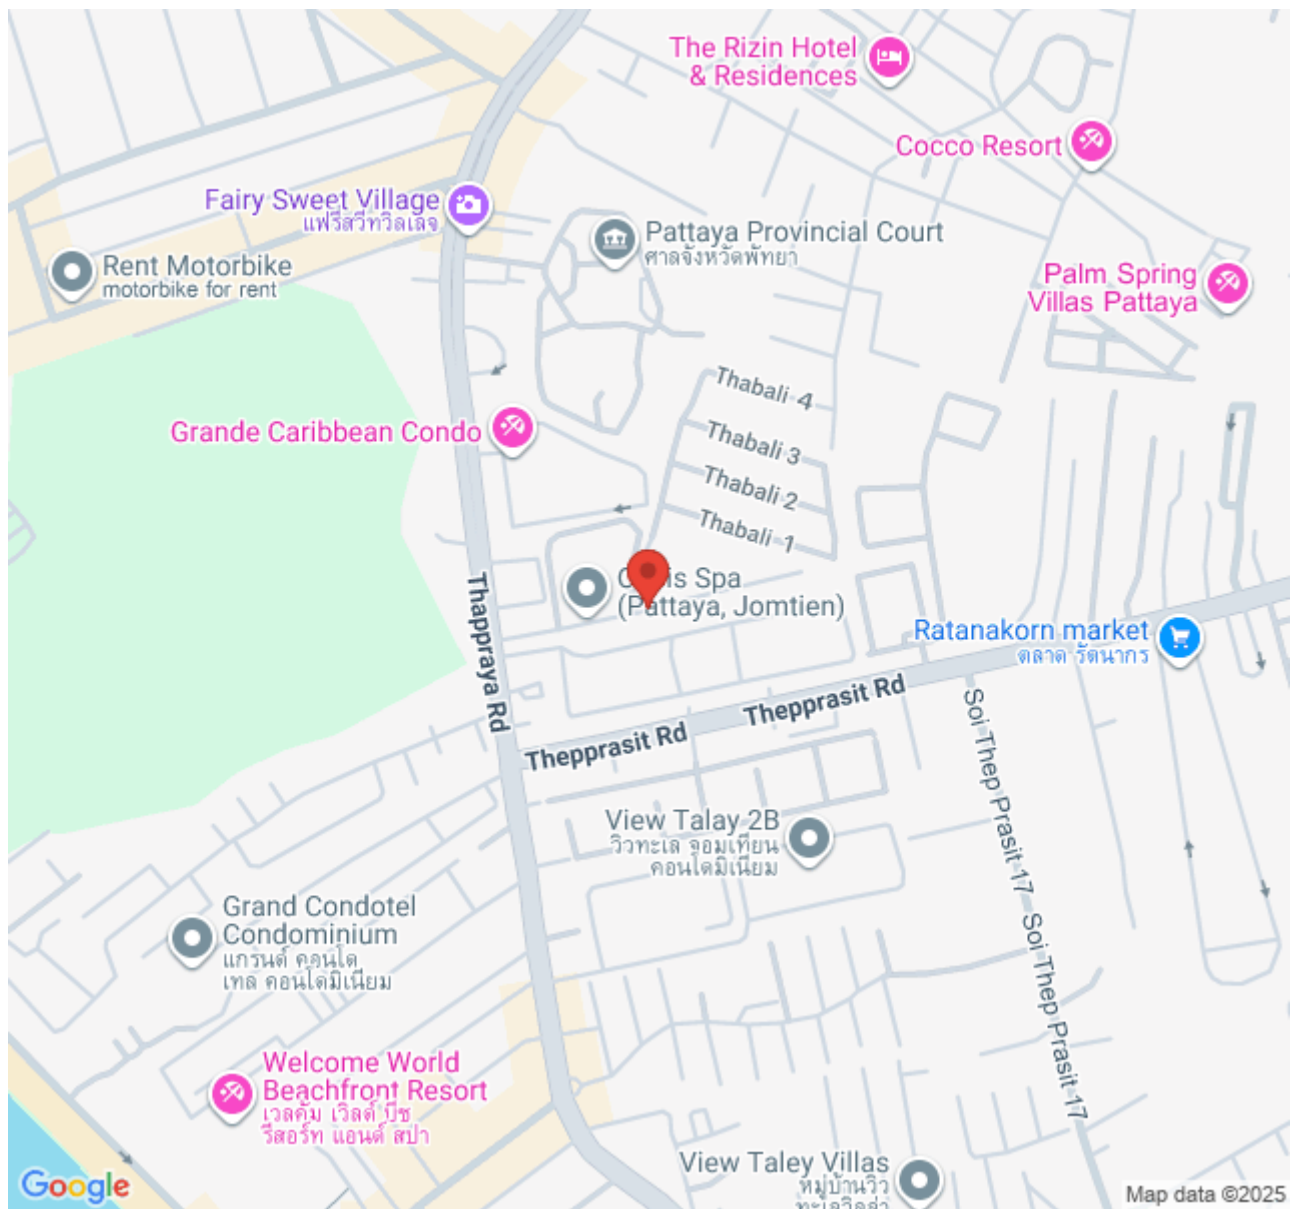 The Rizin Hotel
& Residences
Cocco Resort
Fairy Sweet Village
แฟรีสวีทวิลเลจ
Pattaya Provincial Court
ศาลจังหวัดพัทยา
Rent Motorbike
motorbike for rent
Palm Spring
Villas Pattaya
Thabali 4
Grande Caribbean Condo
Thabali 3
Thabali 2
Thabali 1
Spa
(Pattaya, Jomtien)
Thappraya Rd
Ratanakorn market
ตลาด รัตนากร
Thepprasit Rd
Thepprasit Rd
Soi Thep Prasit 17
View Talay 2B
วิวทะเล จอมเทียน
คอนโดมิเนียม
Grand Condotel
Condominium
แกรนด์ คอนโด
เทล คอนโดมิเนียม
Soi Thep Prasit 17
Welcome World
Beachfront Resort
เวลคัม เวิลด์ บีช
รีสอร์ท แอนด์ สปา
View Taley Villas
หมู่บ้านวิว
ทะเลวิลล่า
Google
Map data ©2025